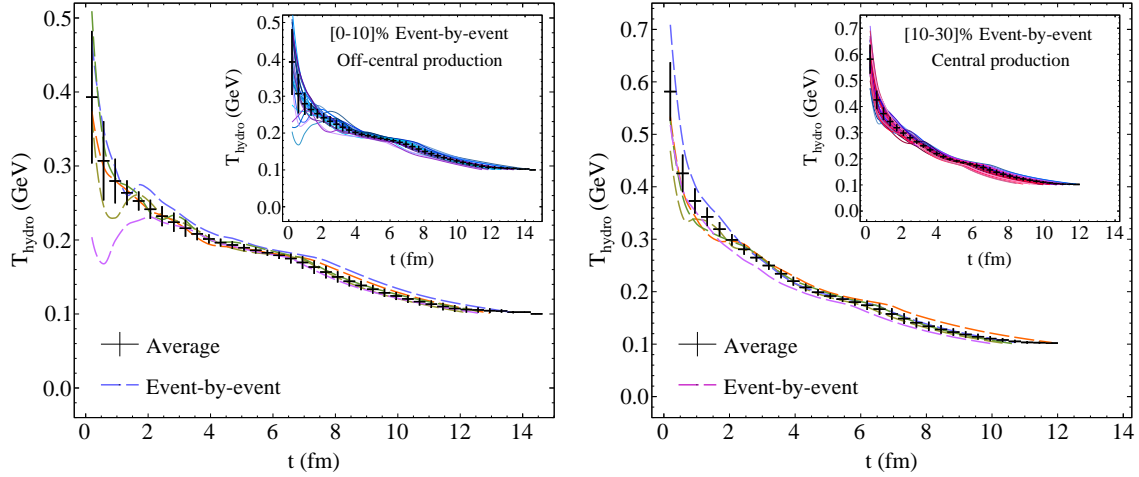 0.5
0.4
0.3
0.2
0.1
0.0
T_hydro (GeV)
0 2 4 6 8 10 12 14
t (fm)
Average
Event-by-event
[0-10]% Event-by-event
Off-central production
0.5
0.4
0.3
0.2
0.1
0.0
T_hydro (GeV)
0 2 4 6 8 10 12 14
t (fm)
0.7
0.6
0.5
0.4
0.3
0.2
0.1
0.0
T_hydro (GeV)
0 2 4 6 8 10 12 14
t (fm)
Average
Event-by-event
[10-30]% Event-by-event
Central production
0.7
0.6
0.5
0.4
0.3
0.2
0.1
0.0
T_hydro (GeV)
0 2 4 6 8 10 12 14
t (fm)